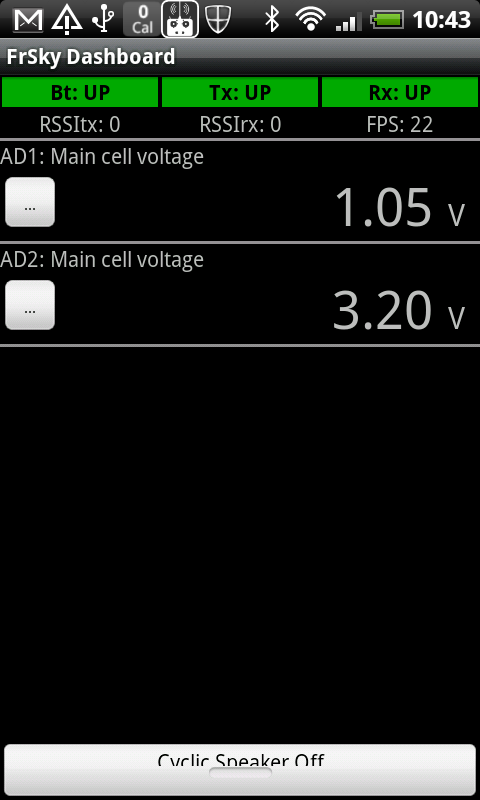 0
Cal
10:43
FrSky Dashboard
Bt: UP Tx: UP Rx: UP
RSSItx: 0 RSSIrx: 0 FPS: 22
AD1: Main cell voltage
...
1.05 V
AD2: Main cell voltage
...
3.20 V
Cyclic Speaker Off